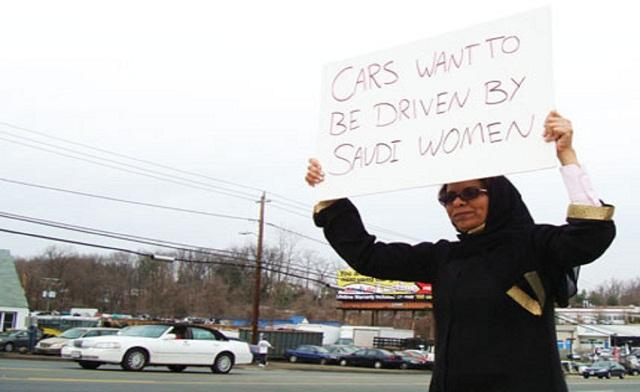 CARS WANT TO
BE DRIVEN BY
SAUDI WOMEN